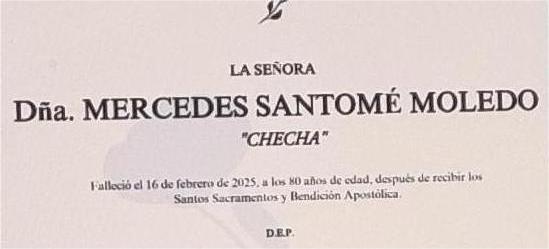 LA SEÑORA
Dña. MERCEDES SANTOMÉ MOLEDO
"CHECHA"
Falleció el 16 de febrero de 2025, a los 80 años de edad, después de recibir los
Santos Sacramentos y Bendición Apostólica.
D.E.P.